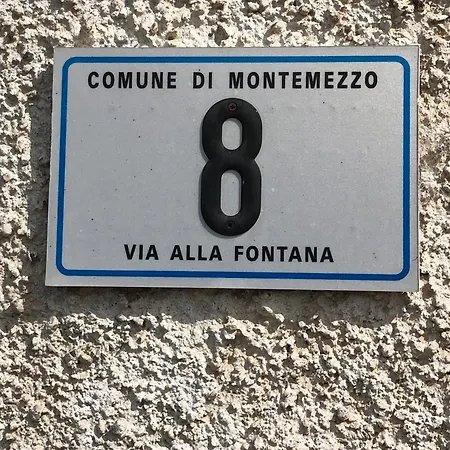 COMUNE DI MONTEMEZZO
8
VIA ALLA FONTANA